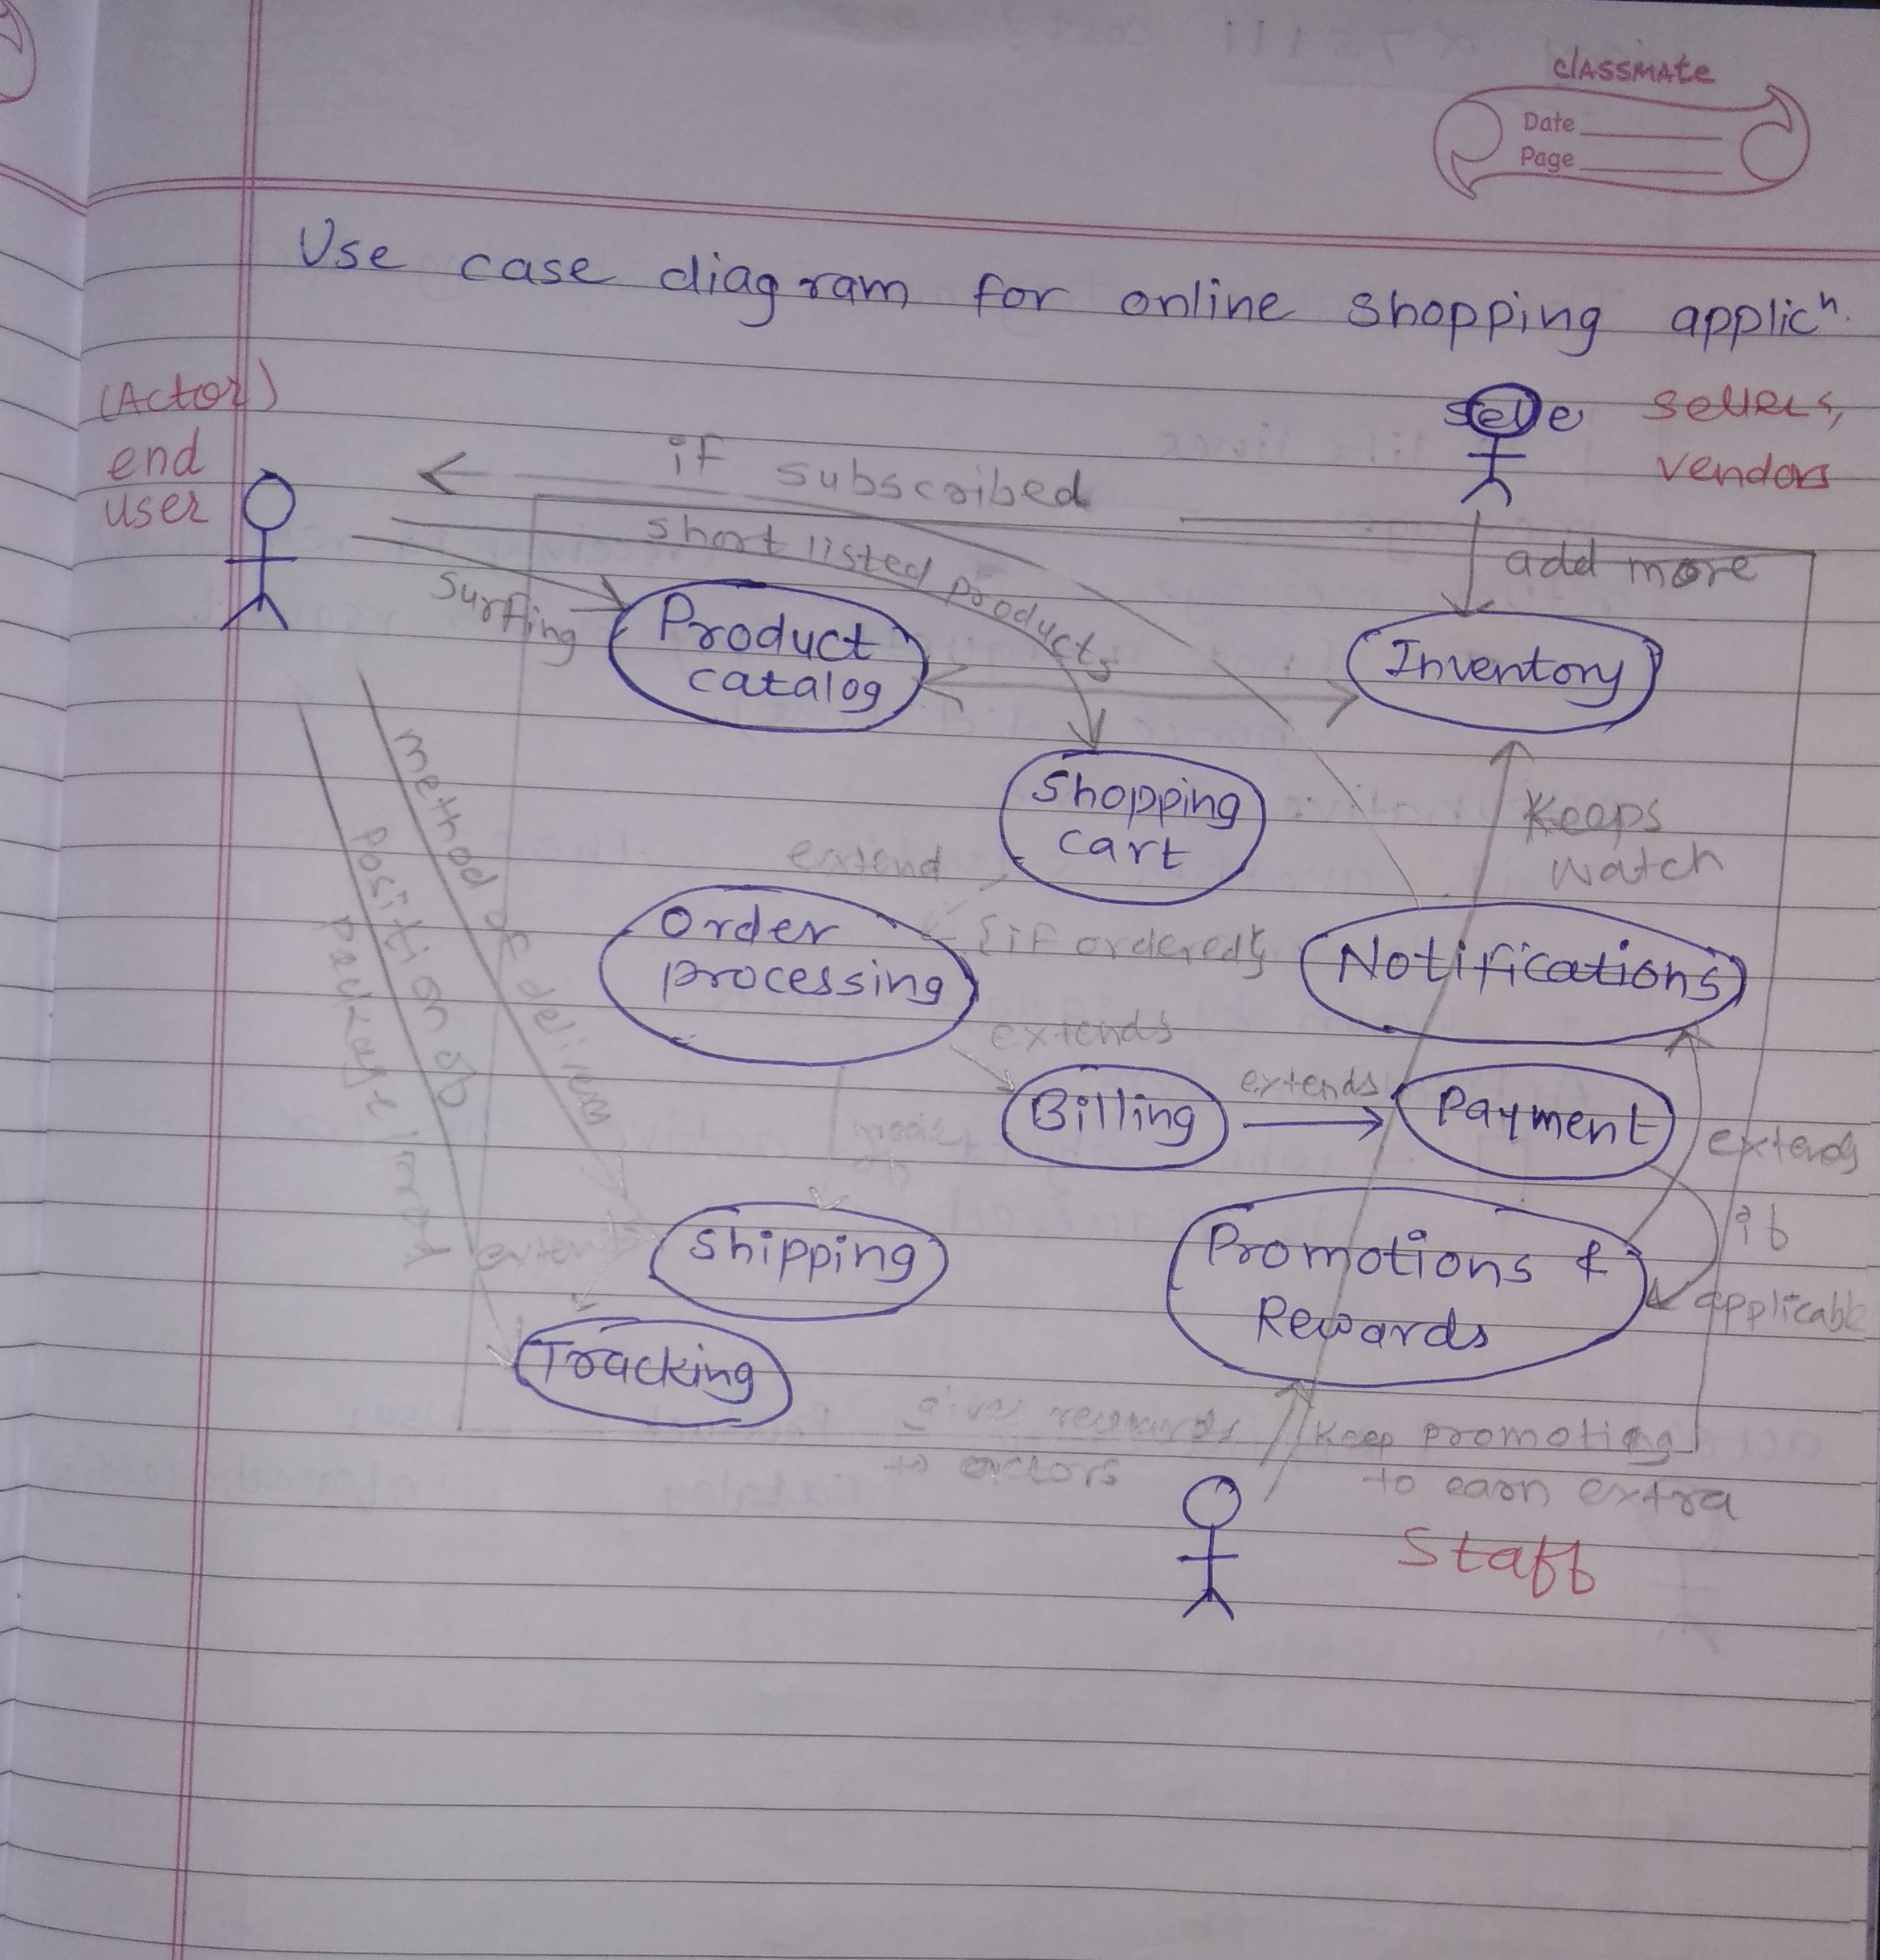 classmate
Date
Page
Use case diagram for online shopping applicⁿ.
(Actor)
end
user
selle
sellers,
vendors
if subscribed
short listed products
add more
surfing
Product
catalog
Inventory
Shopping
cart
Keeps
watch
method of delivery
position of
package
extend
{if ordered}
Order
processing
Notifications
extends
Billing
extends
Payment
extends
if
applicable
Shipping
Promotions &
Rewards
Tracking
gives rewards
to actors
Keep promoting
to earn extra
Staff